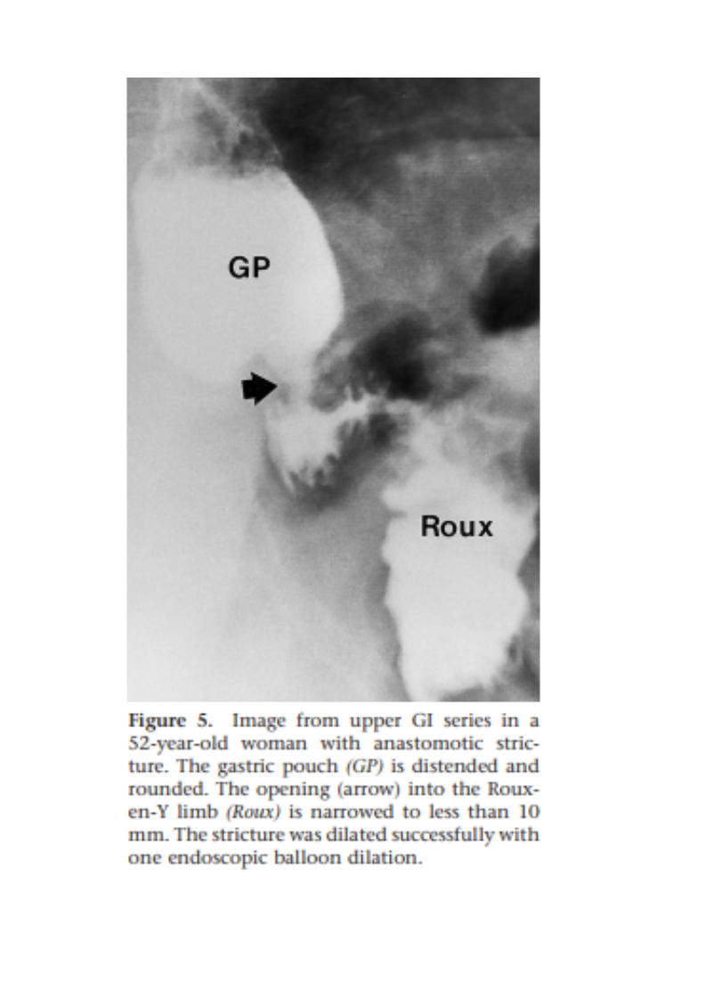 GP
Roux
Figure 5. Image from upper GI series in a
52-year-old woman with anastomotic stric-
ture. The gastric pouch (GP) is distended and
rounded. The opening (arrow) into the Roux-
en-Y limb (Roux) is narrowed to less than 10
mm. The stricture was dilated successfully with
one endoscopic balloon dilation.